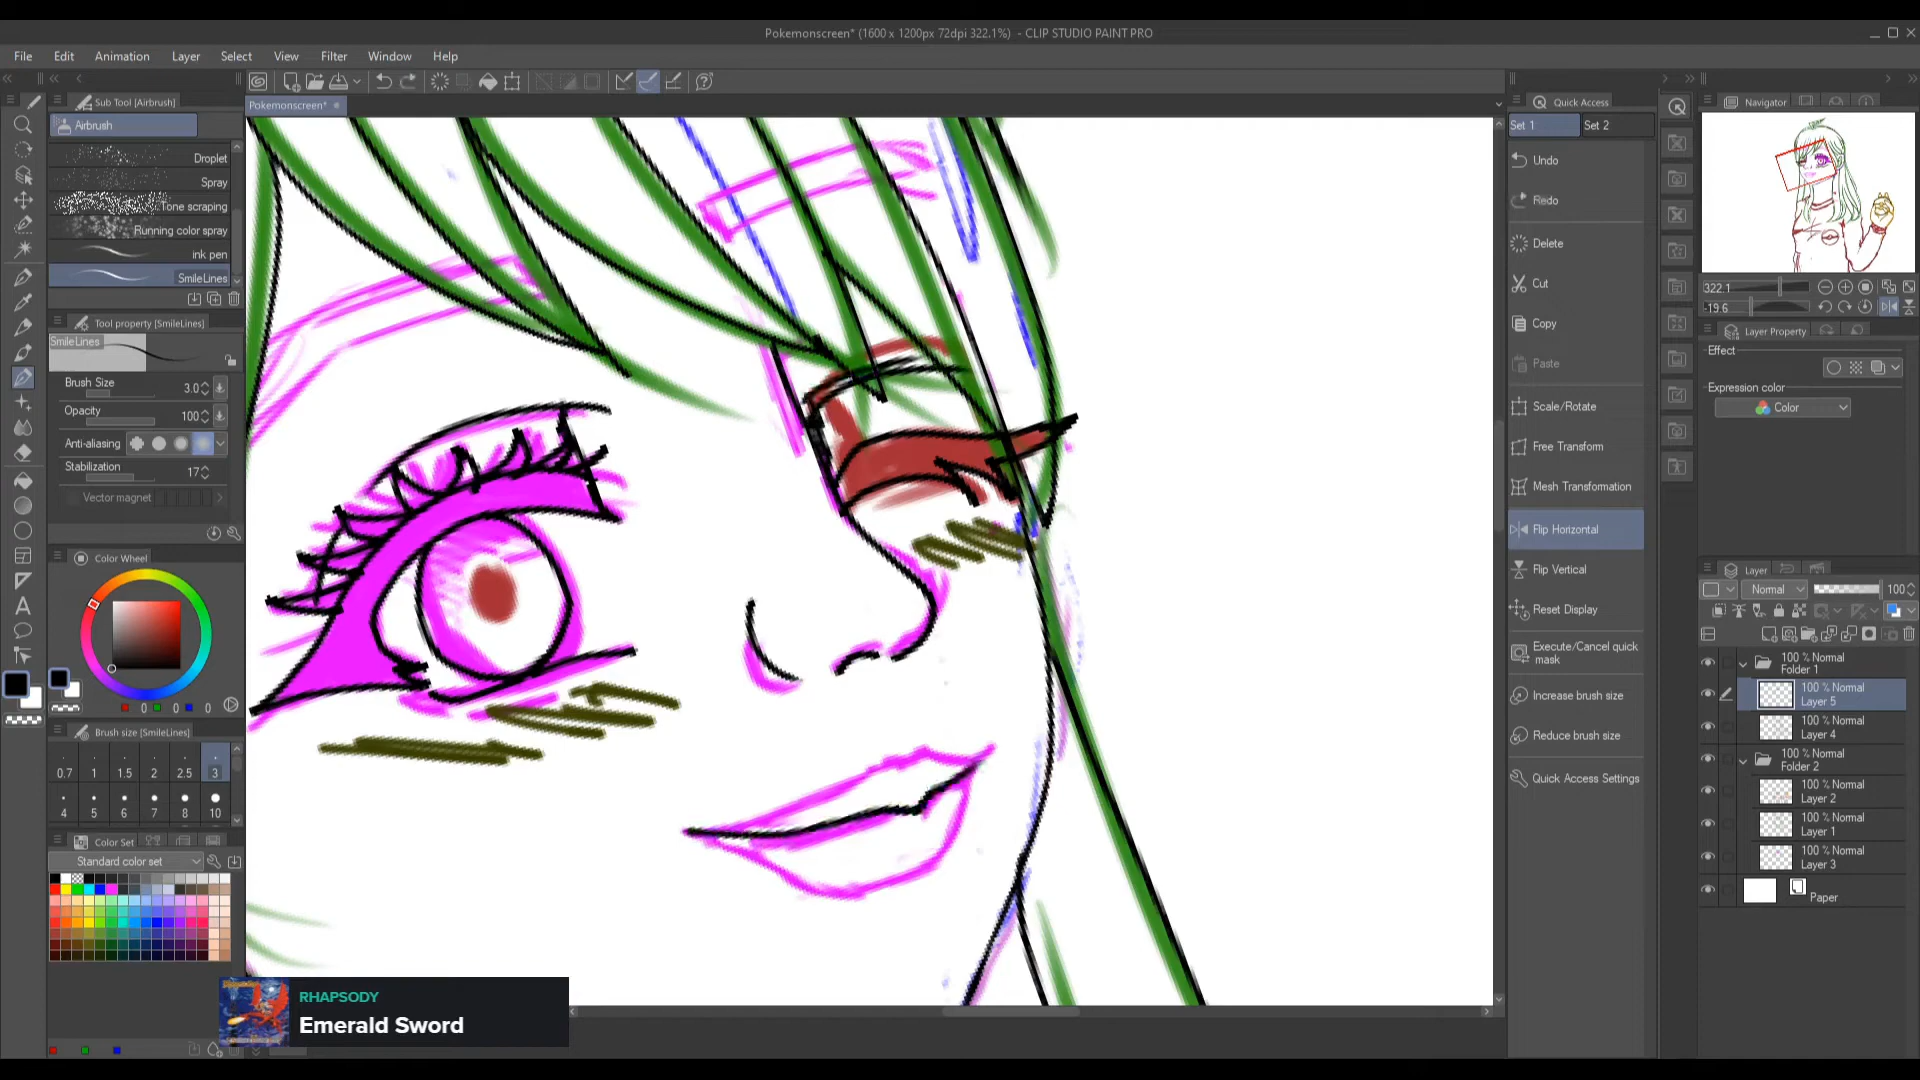 Pokemonscreen* (1600 x 1200px 72dpi 322.1%)  - CLIP STUDIO PAINT PRO
File Edit Animation Layer Select View Filter Window Help
Sub Tool [Airbrush]
Airbrush
Droplet
Spray
Tone scraping
Running color spray
ink pen
SmileLines
Tool property [SmileLines]
SmileLines
Brush Size 3.0
Opacity 100
Anti-aliasing
Stabilization 17
Vector magnet
Color Wheel
0 0 0
Brush size [SmileLines]
0.7 1 1.5 2 2.5 3
4 5 6 7 8 10
Color Set
Standard color set
Pokemonscreen*
RHAPSODY
Emerald Sword
Quick Access
Set 1 Set 2
Undo
Redo
Delete
Cut
Copy
Paste
Scale/Rotate
Free Transform
Mesh Transformation
Flip Horizontal
Flip Vertical
Reset Display
Execute/Cancel quick
mask
Increase brush size
Reduce brush size
Quick Access Settings
Navigator
322.1
-19.6
Layer Property
Effect
Expression color
Color
Layer
Normal 100
100 % Normal
Folder 1
100 % Normal
Layer 5
100 % Normal
Layer 4
100 % Normal
Folder 2
100 % Normal
Layer 2
100 % Normal
Layer 1
100 % Normal
Layer 3
Paper